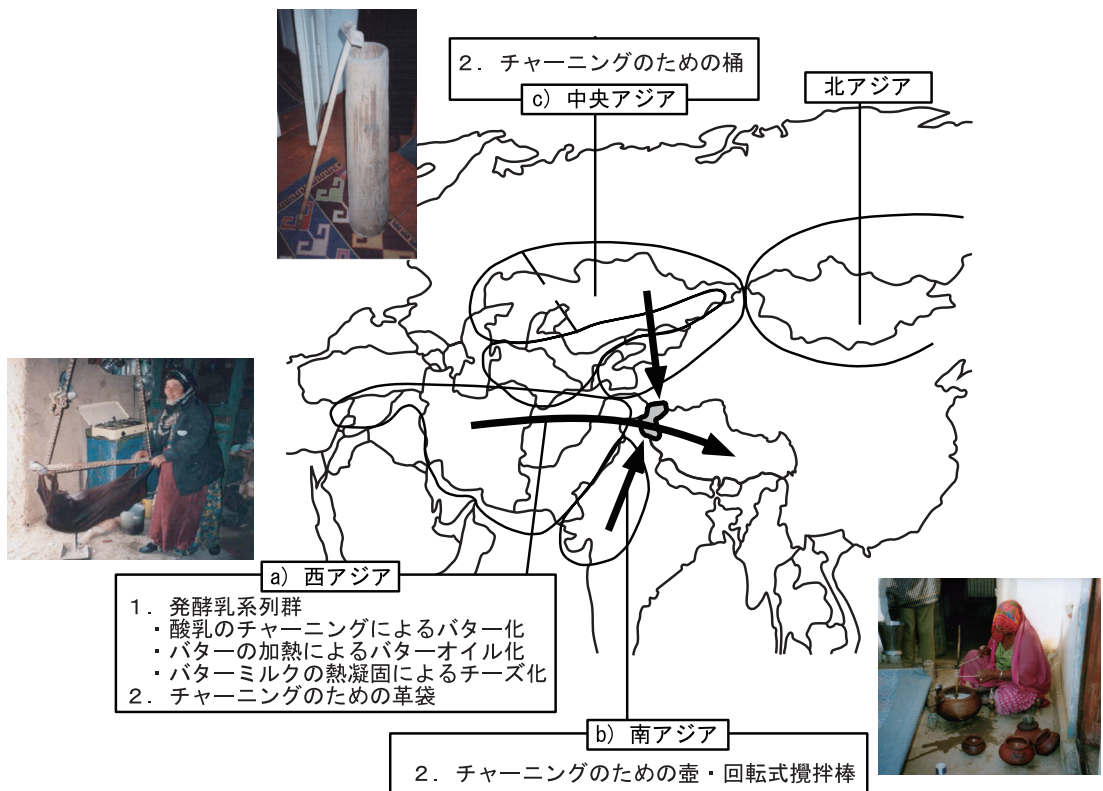 2．チャーニングのための桶
c) 中央アジア
北アジア
a) 西アジア
1．発酵乳系列群
・酸乳のチャーニングによるバター化
・バターの加熱によるバターオイル化
・バターミルクの熱凝固によるチーズ化
2．チャーニングのための革袋
b) 南アジア
2．チャーニングのための壺・回転式攪拌棒